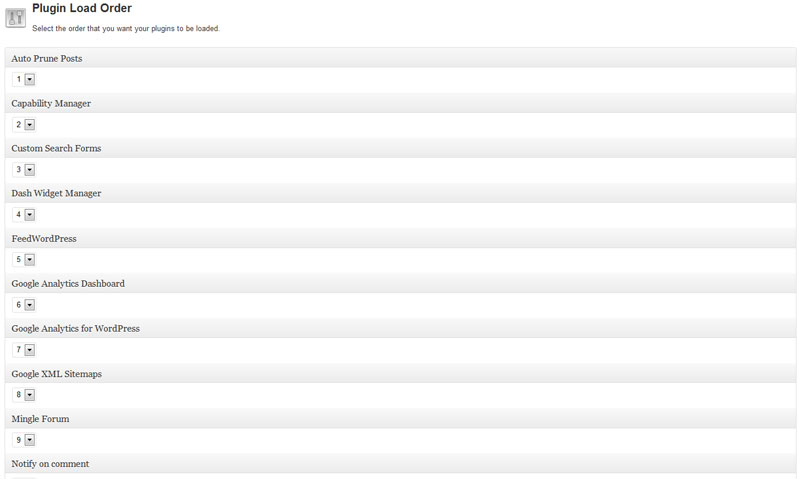 Plugin Load Order
Select the order that you want your plugins to be loaded.
Auto Prune Posts
1
Capability Manager
2
Custom Search Forms
3
Dash Widget Manager
4
FeedWordPress
5
Google Analytics Dashboard
6
Google Analytics for WordPress
7
Google XML Sitemaps
8
Mingle Forum
9
Notify on comment